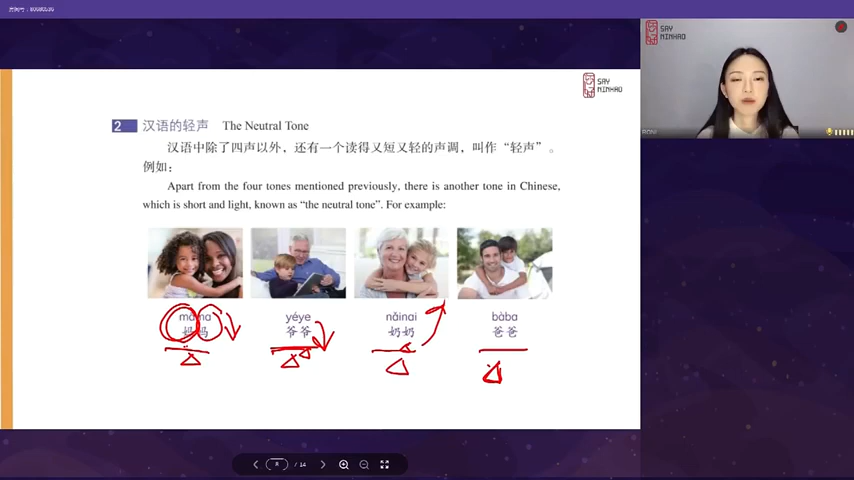 SAY
NINHAO
SAY
NINHAO
2 汉语的轻声 The Neutral Tone
汉语中除了四声以外，还有一个读得又短又轻的声调，叫作“轻声”。
例如：
Apart from the four tones mentioned previously, there is another tone in Chinese,
which is short and light, known as “the neutral tone”. For example:
māma yéye nǎinai bàba
妈妈 爷爷 奶奶 爸爸
8 / 14